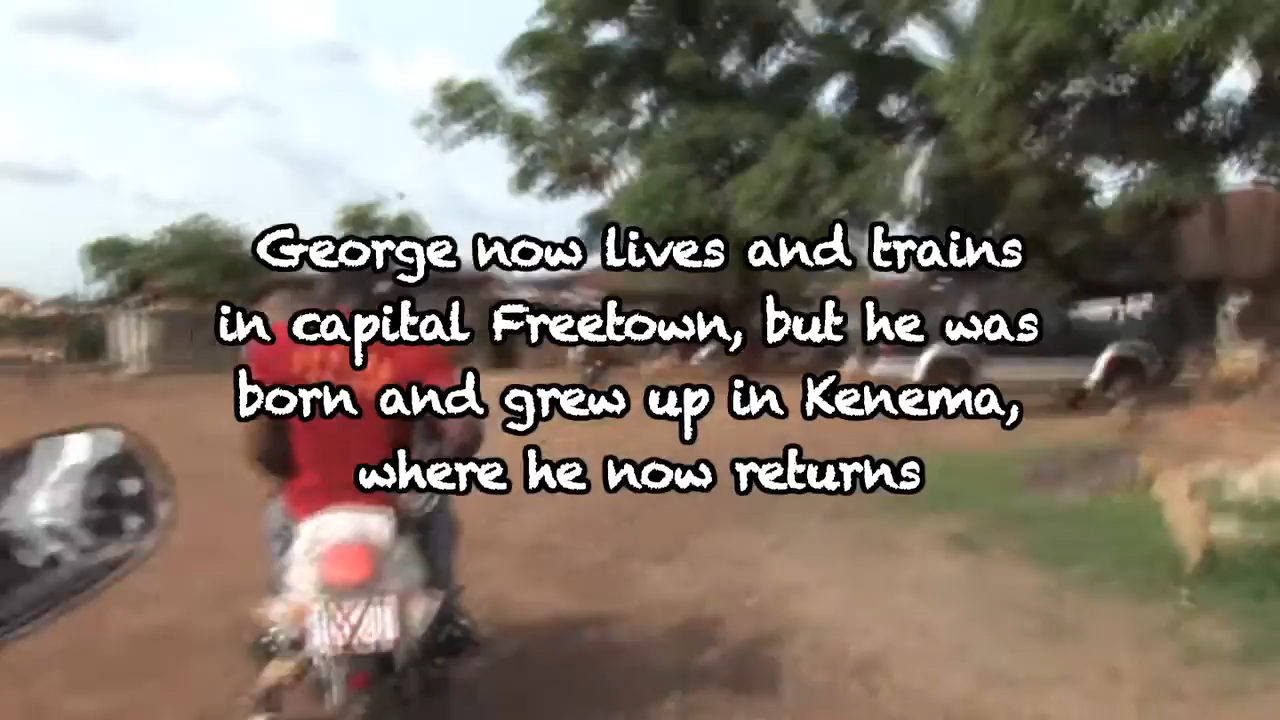 George now lives and trains
in capital Freetown, but he was
born and grew up in Kenema,
where he now returns